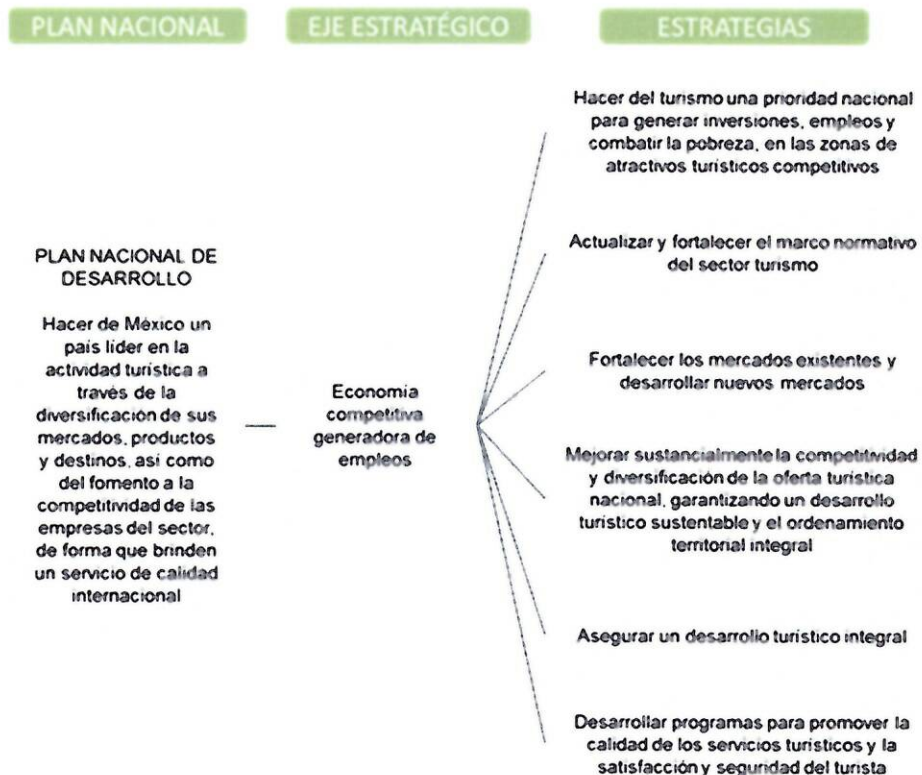 PLAN NACIONAL
EJE ESTRATÉGICO
ESTRATEGIAS
PLAN NACIONAL DE
DESARROLLO
Hacer de México un
país líder en la
actividad turística a
través de la
diversificación de sus
mercados, productos
y destinos, así como
del fomento a la
competitividad de las
empresas del sector,
de forma que brinden
un servicio de calidad
internacional
Economía
competitiva
generadora de
empleos
Hacer del turismo una prioridad nacional
para generar inversiones, empleos y
combatir la pobreza, en las zonas de
atractivos turísticos competitivos
Actualizar y fortalecer el marco normativo
del sector turismo
Fortalecer los mercados existentes y
desarrollar nuevos mercados
Mejorar sustancialmente la competitividad
y diversificación de la oferta turística
nacional, garantizando un desarrollo
turístico sustentable y el ordenamiento
territorial integral
Asegurar un desarrollo turístico integral
Desarrollar programas para promover la
calidad de los servicios turísticos y la
satisfacción y seguridad del turista